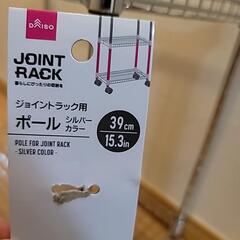 DAISO
JOINT
RACK
暮らしにぴったりの収納を
ジョイントラック用
ポール シルバー
カラー
39cm
15.3in
POLE FOR JOINT RACK
- SILVER COLOR -